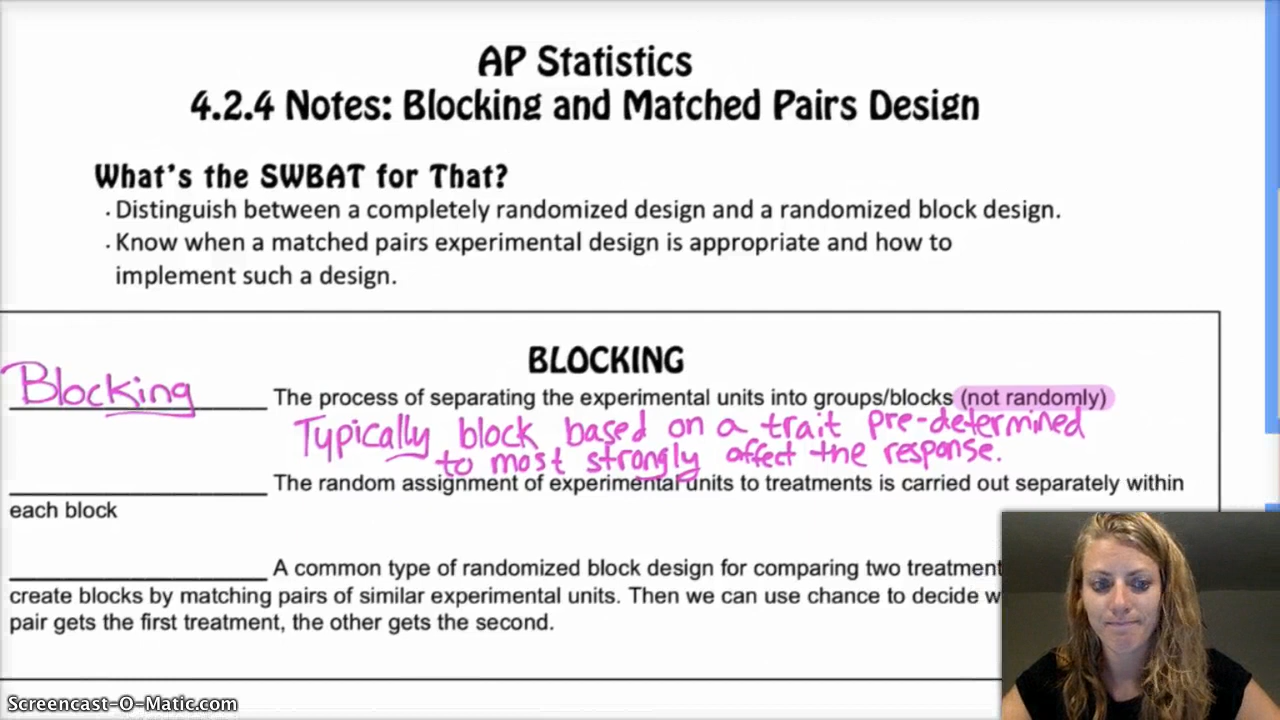 AP Statistics
4.2.4 Notes: Blocking and Matched Pairs Design
What's the SWBAT for That?
· Distinguish between a completely randomized design and a randomized block design.
· Know when a matched pairs experimental design is appropriate and how to
implement such a design.
BLOCKING
Blocking The process of separating the experimental units into groups/blocks (not randomly)
Typically block based on a trait pre-determined
to most strongly affect the response.
____________________ The random assignment of experimental units to treatments is carried out separately within
each block
____________________ A common type of randomized block design for comparing two treatment
create blocks by matching pairs of similar experimental units. Then we can use chance to decide w
pair gets the first treatment, the other gets the second.
Screencast-O-Matic.com